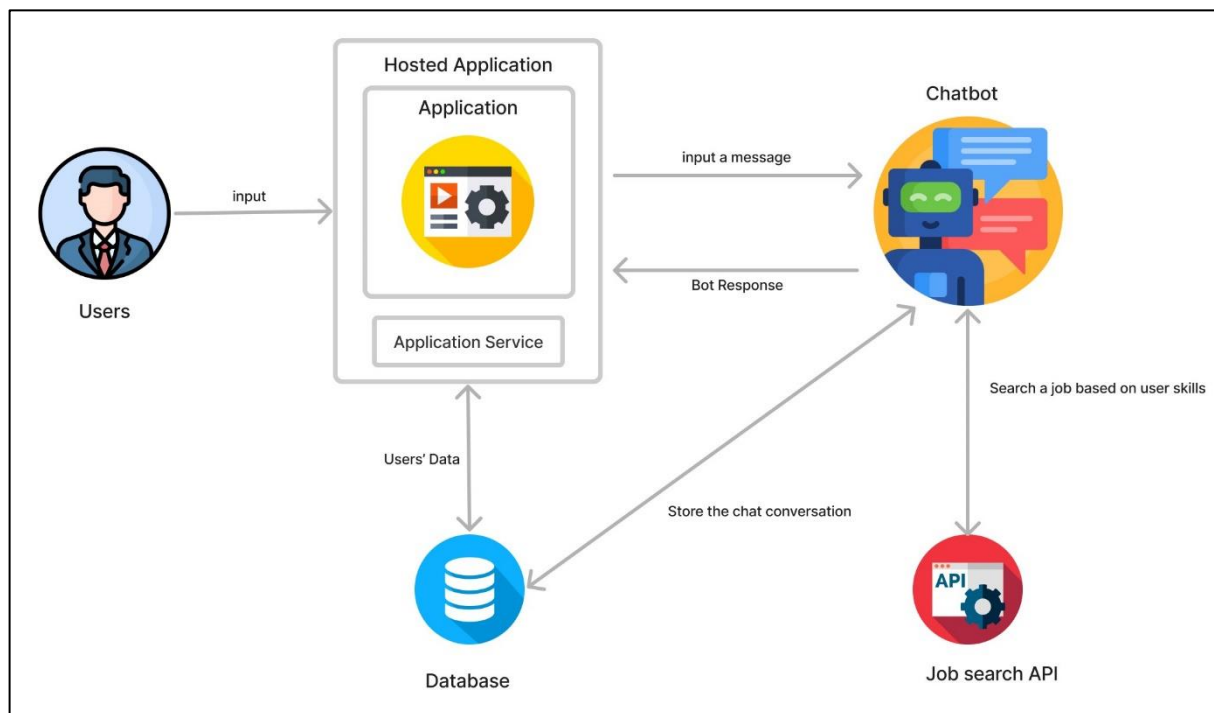 Hosted Application
Application
Chatbot
input a message
input
Bot Response
Users
Application Service
Search a job based on user skills
Users' Data
Store the chat conversation
API
Job search API
Database